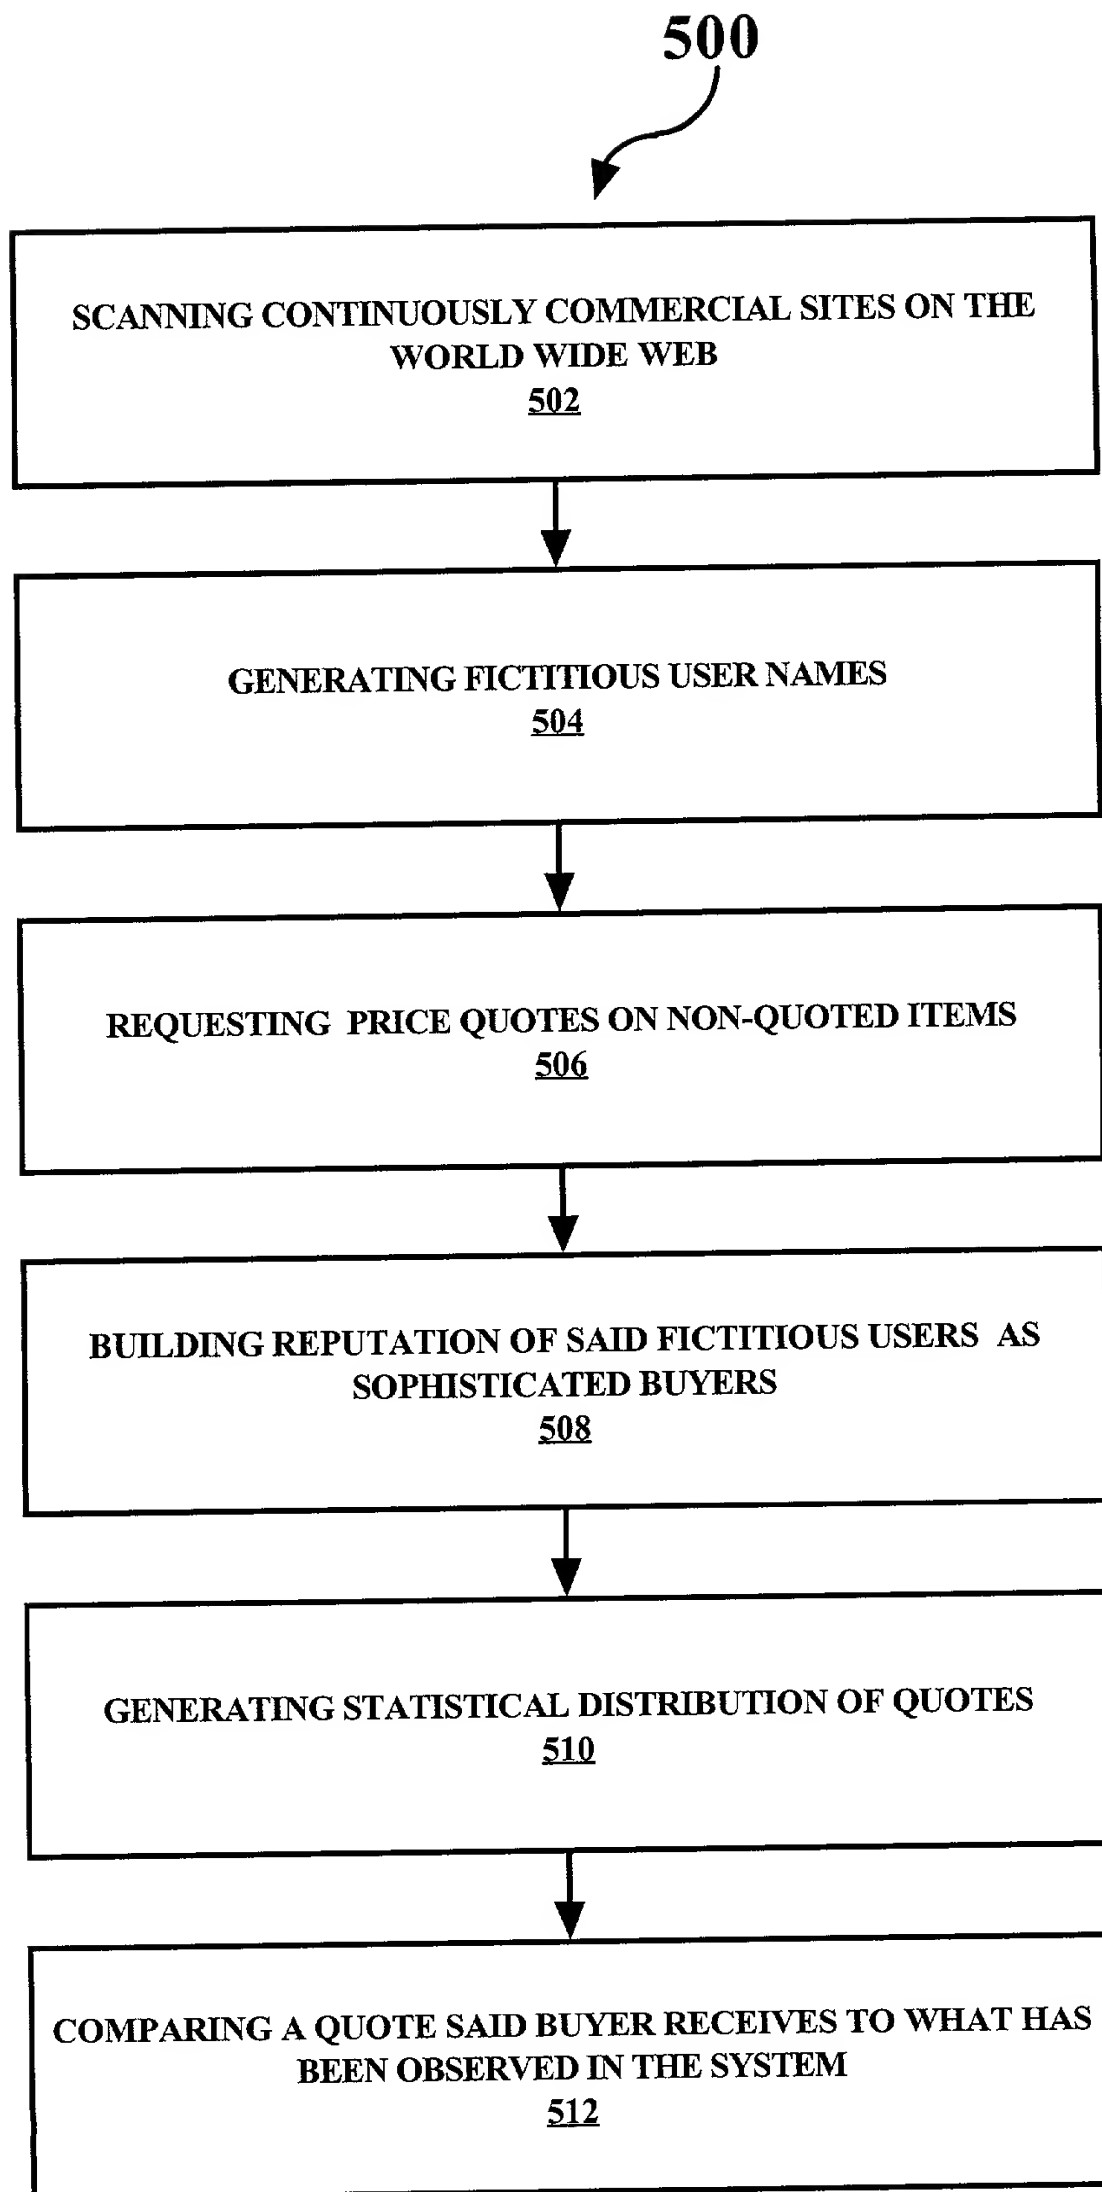 500
SCANNING CONTINUOUSLY COMMERCIAL SITES ON THE
WORLD WIDE WEB
502
GENERATING FICTITIOUS USER NAMES
504
REQUESTING PRICE QUOTES ON NON-QUOTED ITEMS
506
BUILDING REPUTATION OF SAID FICTITIOUS USERS AS
SOPHISTICATED BUYERS
508
GENERATING STATISTICAL DISTRIBUTION OF QUOTES
510
COMPARING A QUOTE SAID BUYER RECEIVES TO WHAT HAS
BEEN OBSERVED IN THE SYSTEM
512